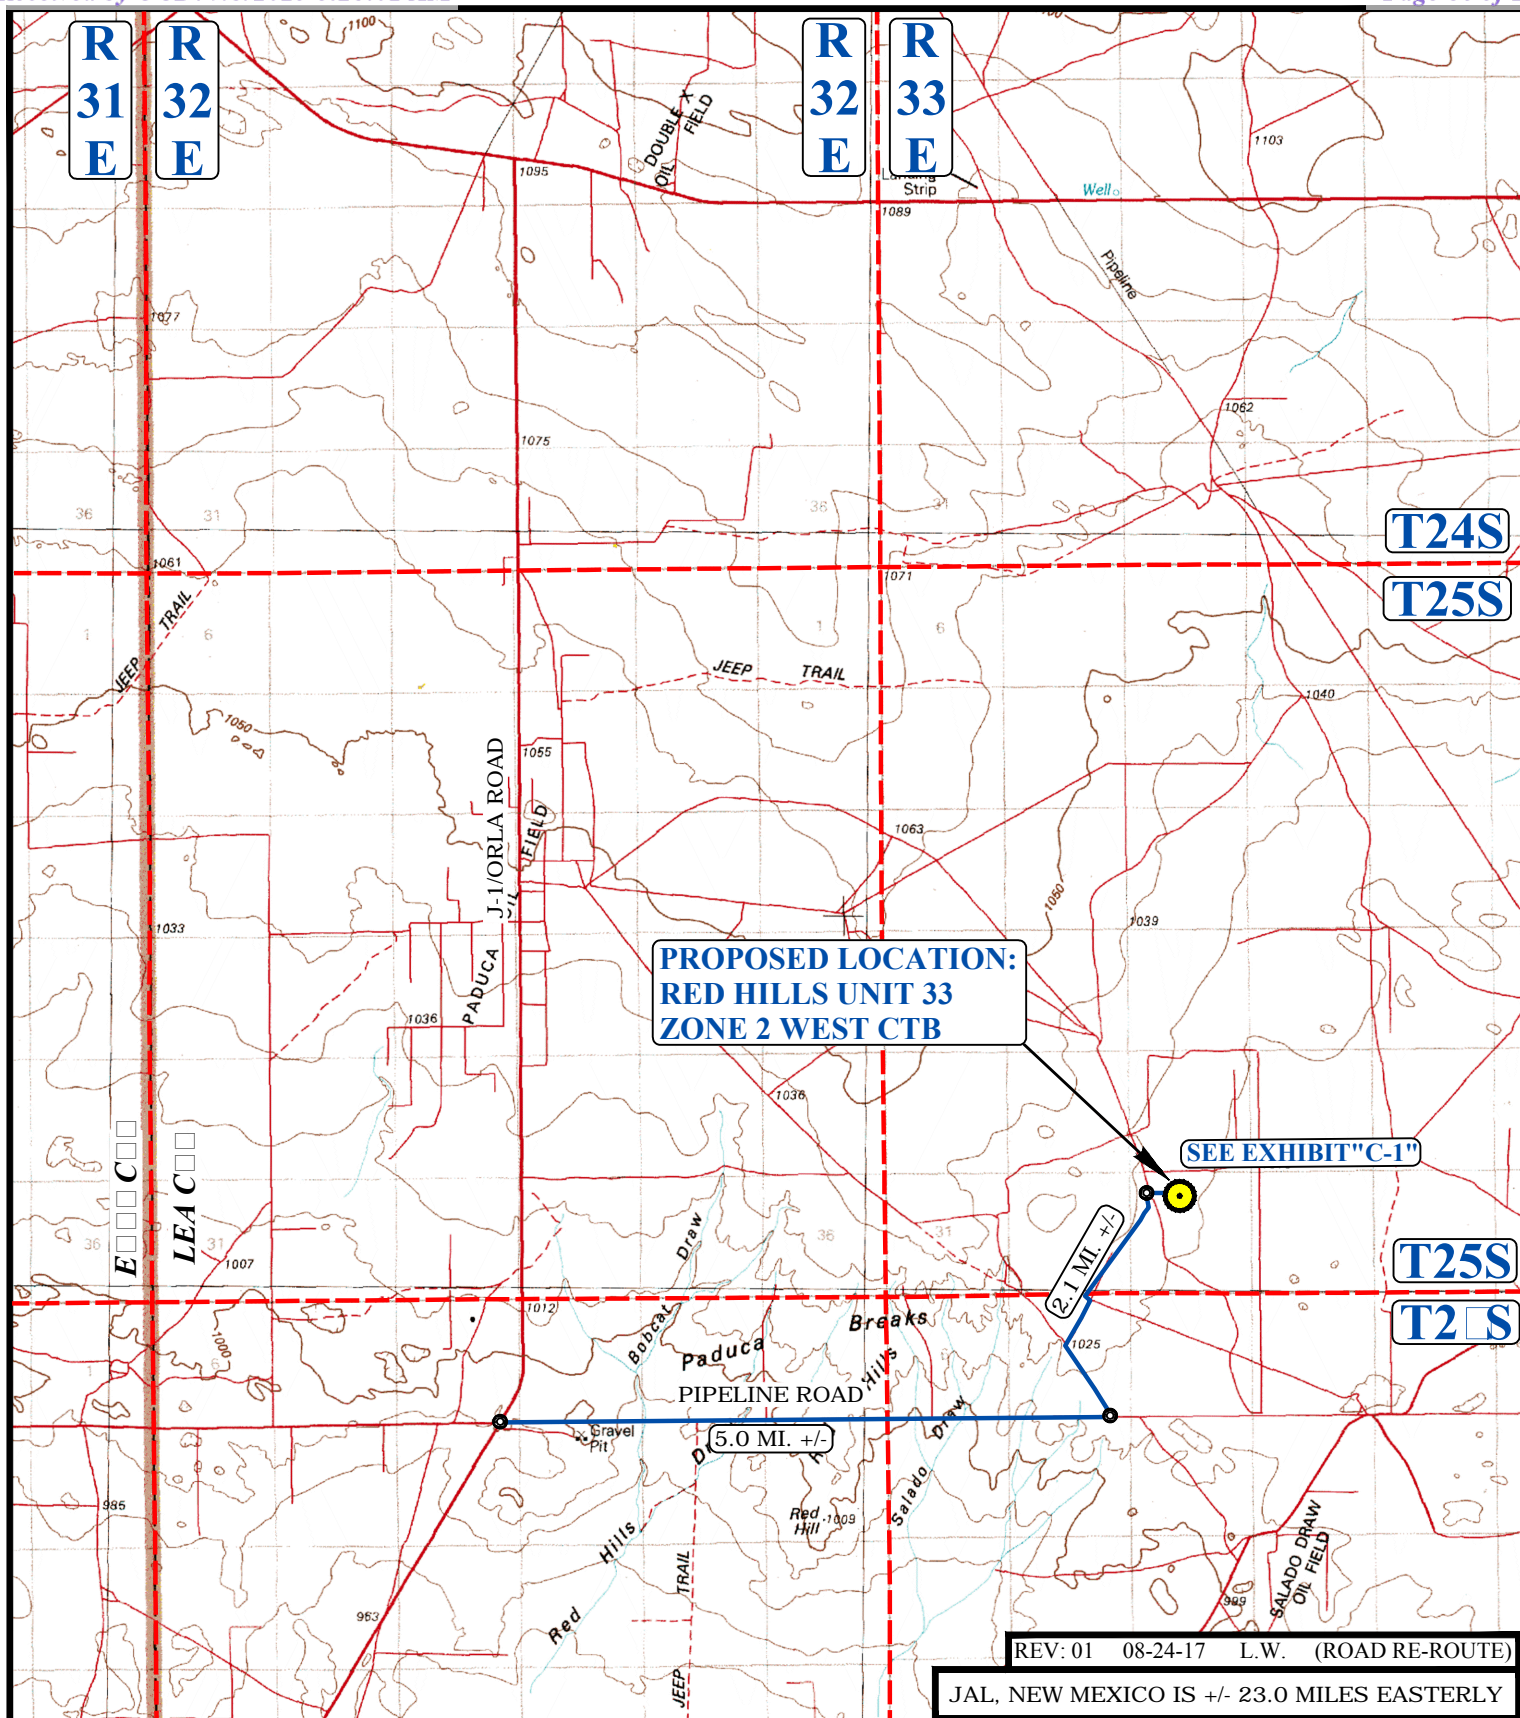 R
31
E
R
32
E
R
32
E
R
33
E
1100
DOUBLE X
OIL FIELD
1095
1103
Strip
Well
1089
Pipeline
1077
1062
1075
36
31
36
31
T24S
1061
1071
T25S
JEEP TRAIL
1
6
1
6
JEEP TRAIL
1040
1050
1055
J-1/ORLA ROAD
FIELD
1063
1050
1039
1033
PADUCA
PROPOSED LOCATION:
RED HILLS UNIT 33
ZONE 2 WEST CTB
1036
1036
SEE EXHIBIT"C-1"
LEA C
36
31
1007
Bobcat Draw
36
31
2.1 MI. +/-
T25S
1012
Paduca Breaks
T2□S
1000
6
1
1025
PIPELINE ROAD
Hills
5.0 MI. +/-
Gravel
Pit
Salado Draw
985
Red
Hill
1009
Red Hills
SALADO DRAW
OIL FIELD
963
999
JEEP TRAIL
REV: 01 08-24-17 L.W. (ROAD RE-ROUTE)
JAL, NEW MEXICO IS +/- 23.0 MILES EASTERLY